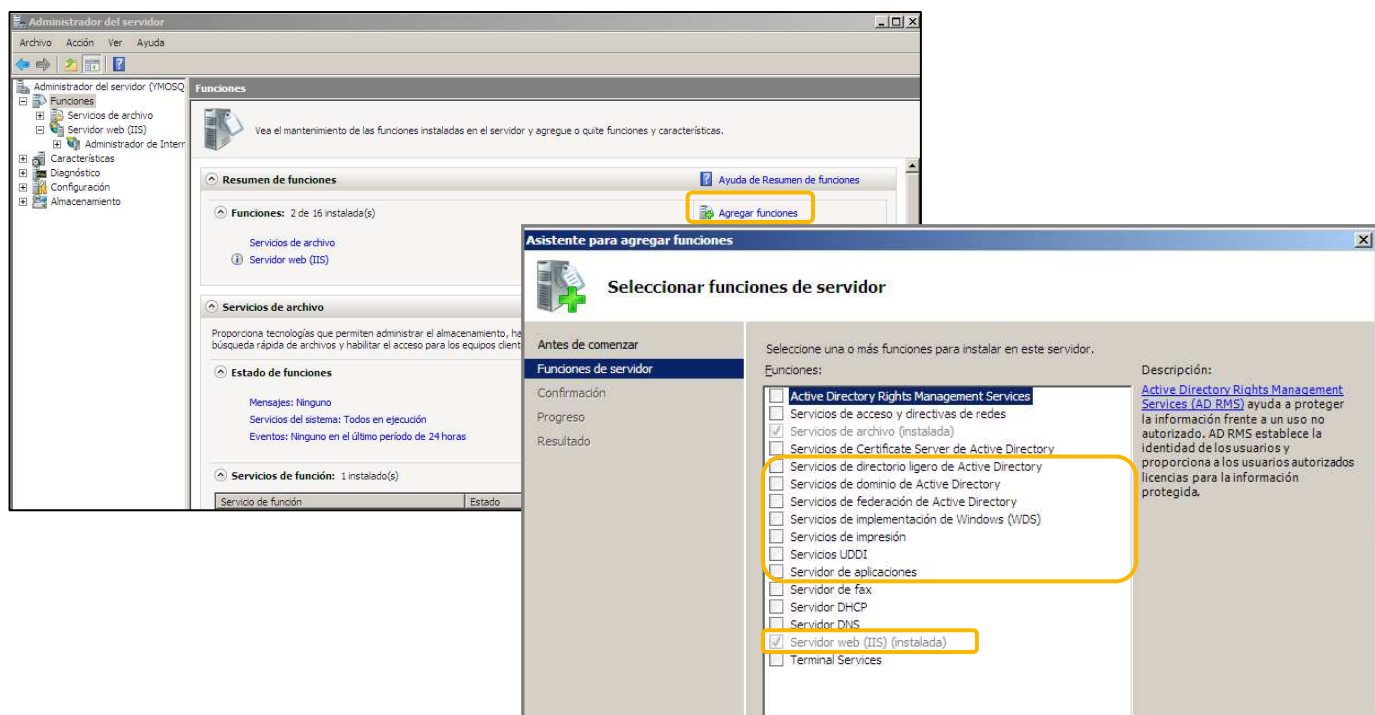 Administrador del servidor
Archivo Acción Ver Ayuda
Administrador del servidor (YMOSQ
Funciones
Servicios de archivo
Servidor web (IIS)
Administrador de Interr
Características
Diagnóstico
Configuración
Almacenamiento
Funciones
Vea el mantenimiento de las funciones instaladas en el servidor y agregue o quite funciones y características.
Resumen de funciones
Ayuda de Resumen de funciones
Funciones: 2 de 16 instalada(s)
Agregar funciones
Servicios de archivo
Servidor web (IIS)
Servicios de archivo
Proporciona tecnologías que permiten administrar el almacenamiento, ha
búsqueda rápida de archivos y habilitar el acceso para los equipos client
Estado de funciones
Mensajes: Ninguno
Servicios del sistema: Todos en ejecución
Eventos: Ninguno en el último período de 24 horas
Servicios de función: 1 instalado(s)
Servicio de función Estado
Asistente para agregar funciones
Seleccionar funciones de servidor
Antes de comenzar
Funciones de servidor
Confirmación
Progreso
Resultado
Seleccione una o más funciones para instalar en este servidor.
Funciones:
Active Directory Rights Management Services
Servicios de acceso y directivas de redes
Servicios de archivo (instalada)
Servicios de Certificate Server de Active Directory
Servicios de directorio ligero de Active Directory
Servicios de dominio de Active Directory
Servicios de federación de Active Directory
Servicios de implementación de Windows (WDS)
Servicios de impresión
Servicios UDDI
Servidor de aplicaciones
Servidor de fax
Servidor DHCP
Servidor DNS
Servidor web (IIS) (instalada)
Terminal Services
Descripción:
Active Directory Rights Management
Services (AD RMS) ayuda a proteger
la información frente a un uso no
autorizado. AD RMS establece la
identidad de los usuarios y
proporciona a los usuarios autorizados
licencias para la información
protegida.